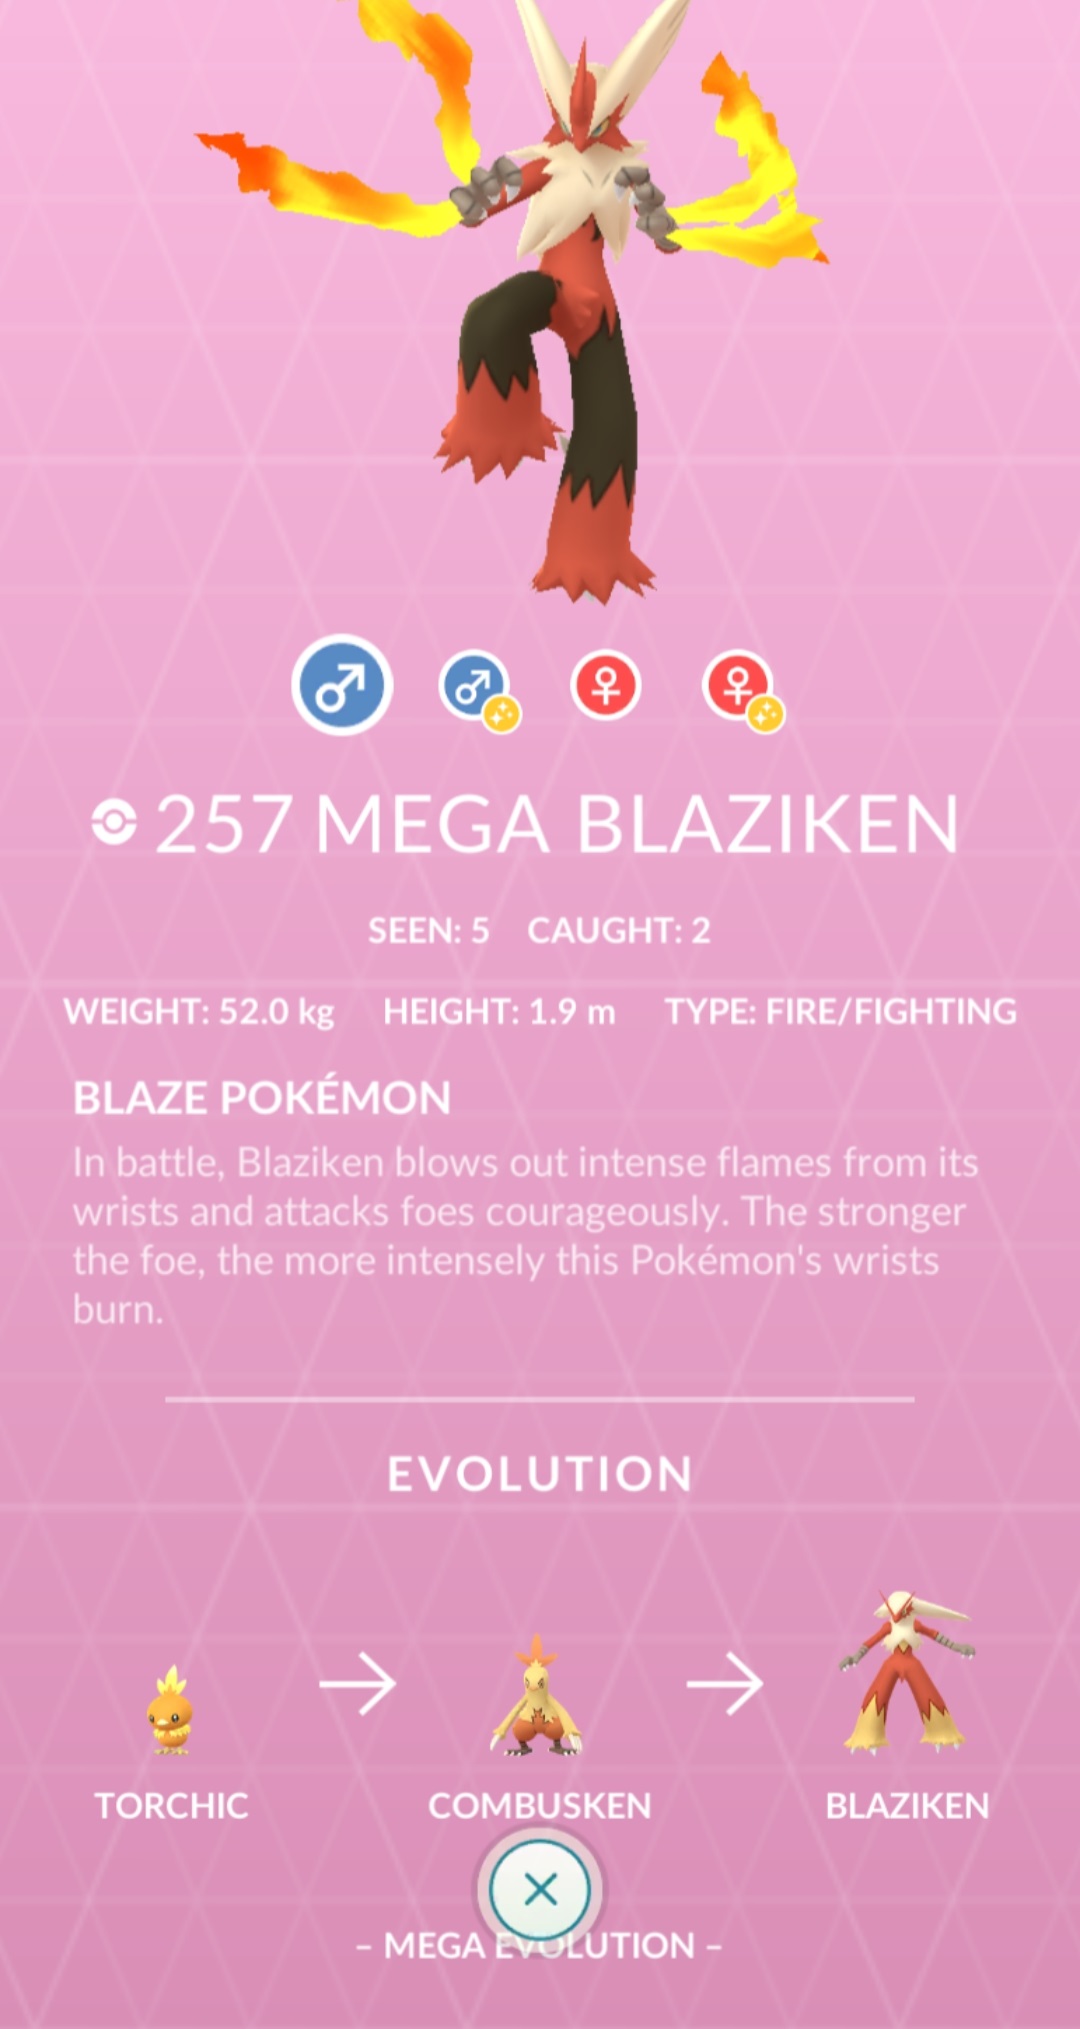 257 MEGA BLAZIKEN
SEEN: 5 CAUGHT: 2
WEIGHT: 52.0 kg HEIGHT: 1.9 m TYPE: FIRE/FIGHTING
BLAZE POKÉMON
In battle, Blaziken blows out intense flames from its
wrists and attacks foes courageously. The stronger
the foe, the more intensely this Pokémon's wrists
burn.
EVOLUTION
TORCHIC COMBUSKEN BLAZIKEN
– MEGA EVOLUTION –